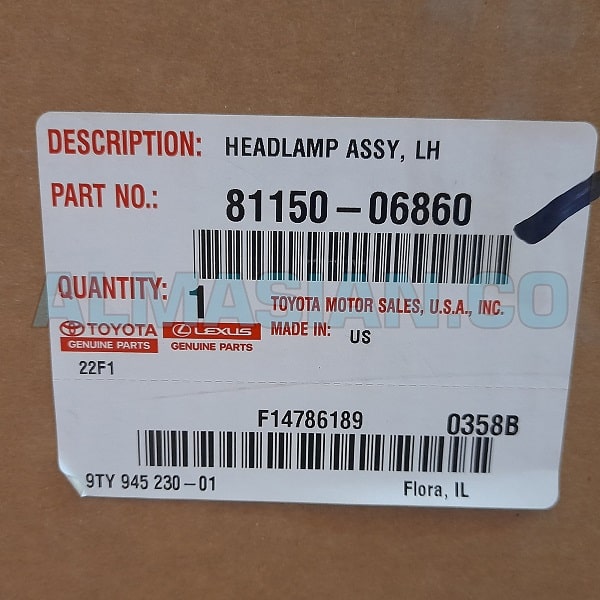 DESCRIPTION: HEADLAMP ASSY, LH
PART NO.: 81150-06860
QUANTITY: 1
TOYOTA MOTOR SALES, U.S.A., INC.
ALMASIAN.CO
TOYOTA LEXUS MADE IN: US
GENUINE PARTS GENUINE PARTS
22F1
F14786189 0358B
9TY 945 230-01 Flora, IL